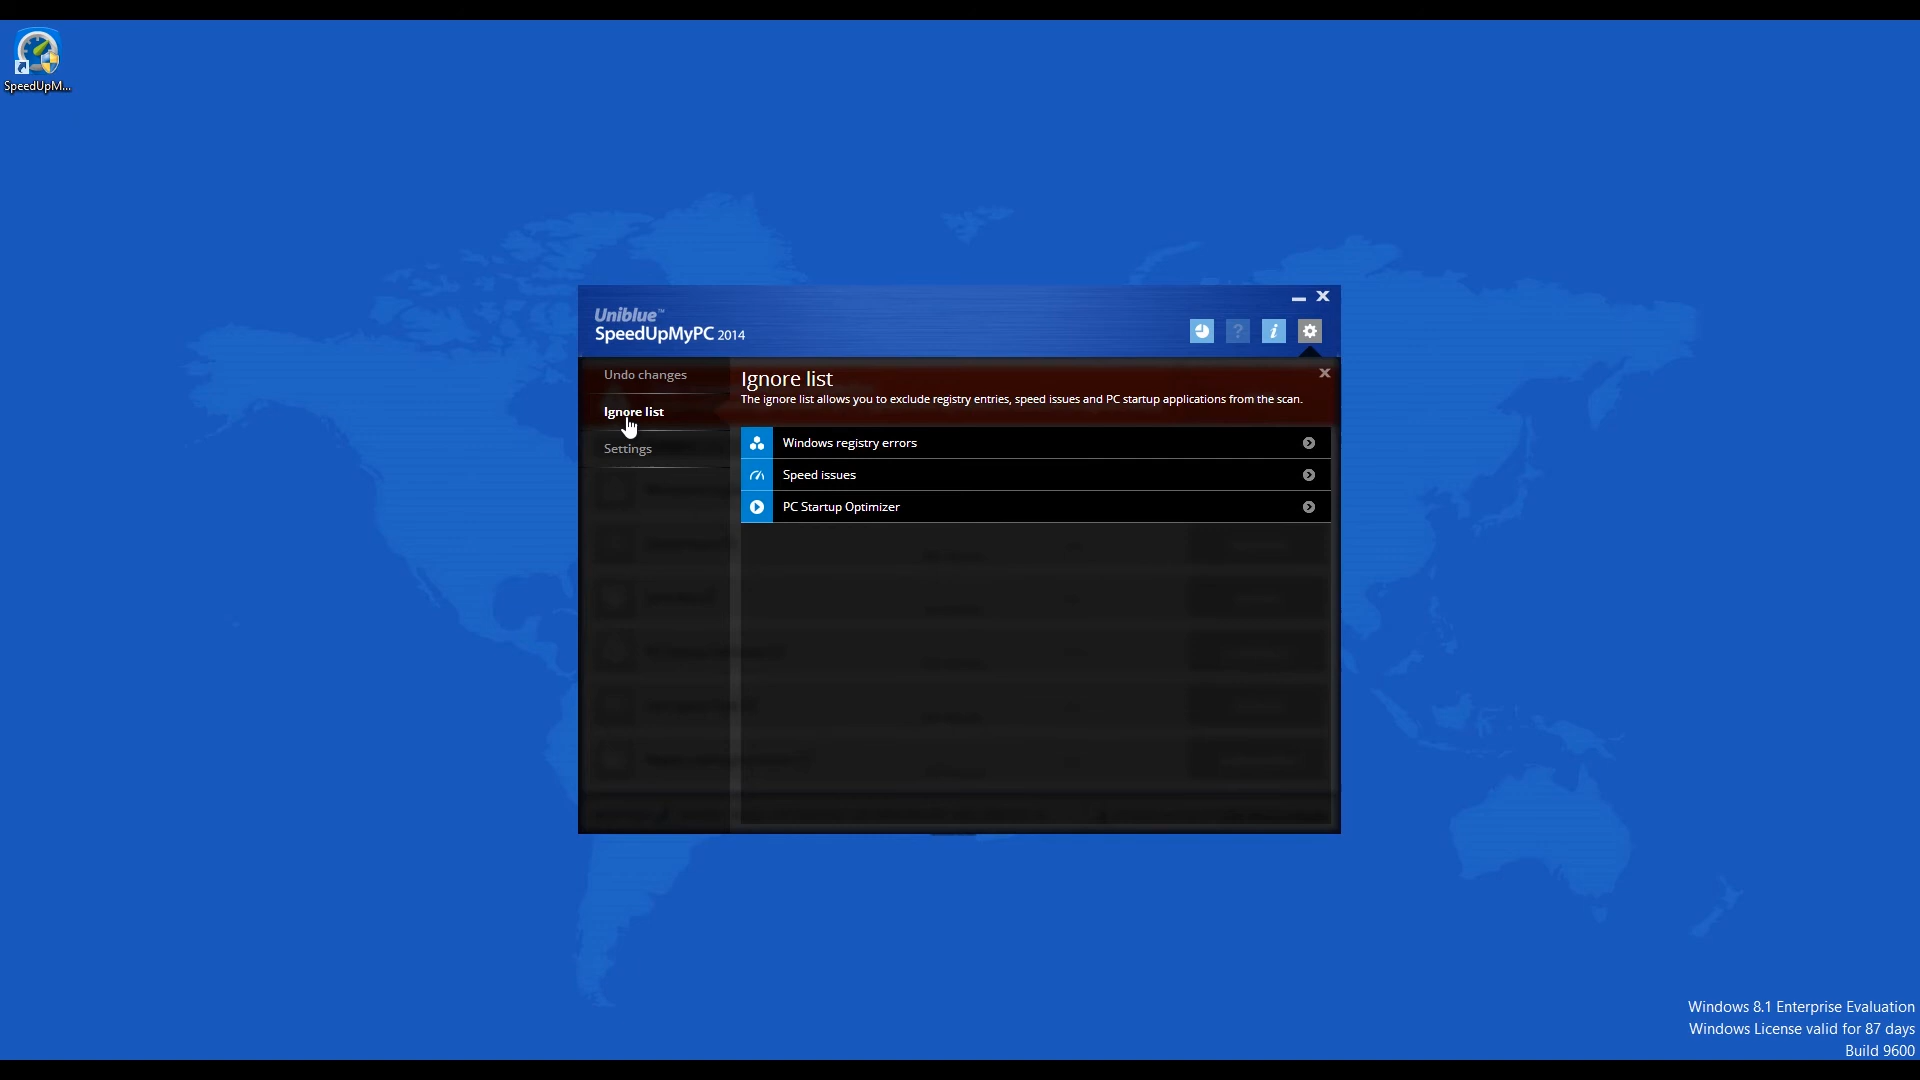 SpeedUpM...
Uniblue™
SpeedUpMyPC 2014
?
i
Undo changes
Ignore list
Settings
Ignore list
The ignore list allows you to exclude registry entries, speed issues and PC startup applications from the scan.
Windows registry errors
Speed issues
PC Startup Optimizer
Windows 8.1 Enterprise Evaluation
Windows License valid for 87 days
Build 9600